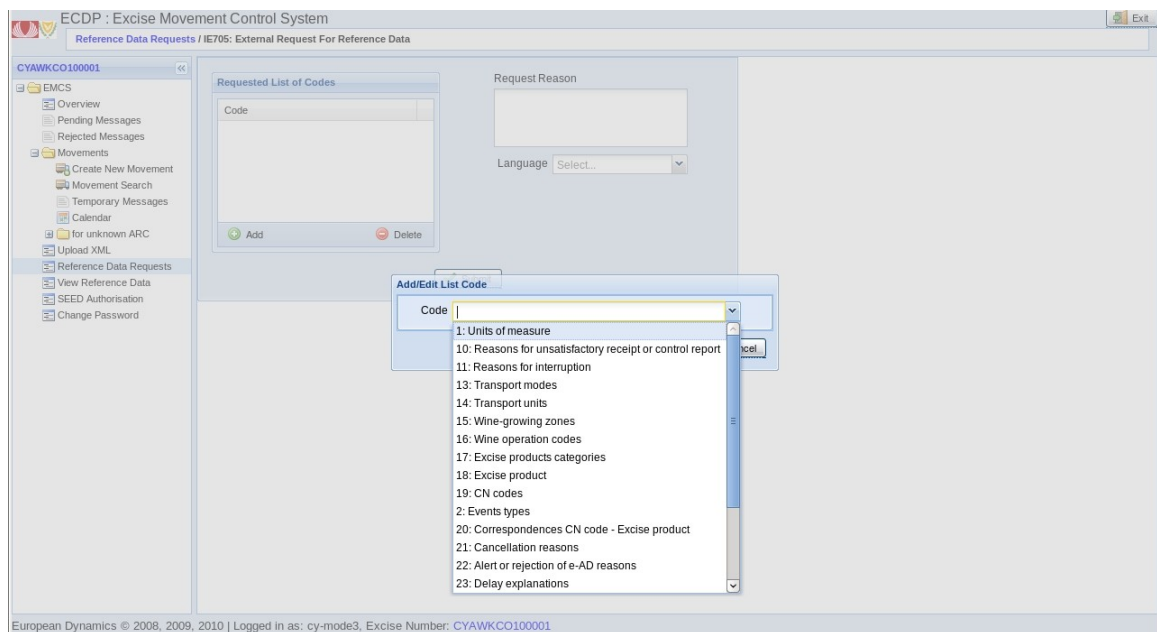 ECDP : Excise Movement Control System
Exit
Reference Data Requests / IE705: External Request For Reference Data
CYAWKCO100001
EMCS
Overview
Pending Messages
Rejected Messages
Movements
Create New Movement
Movement Search
Temporary Messages
Calendar
for unknown ARC
Upload XML
Reference Data Requests
View Reference Data
SEED Authorisation
Change Password
Requested List of Codes
Code
Add
Delete
Request Reason
Language Select...
Add/Edit List Code
Code
1: Units of measure
10: Reasons for unsatisfactory receipt or control report
11: Reasons for interruption
13: Transport modes
14: Transport units
15: Wine-growing zones
16: Wine operation codes
17: Excise products categories
18: Excise product
19: CN codes
2: Events types
20: Correspondences CN code - Excise product
21: Cancellation reasons
22: Alert or rejection of e-AD reasons
23: Delay explanations
European Dynamics © 2008, 2009, 2010 | Logged in as: cy-mode3, Excise Number: CYAWKCO100001